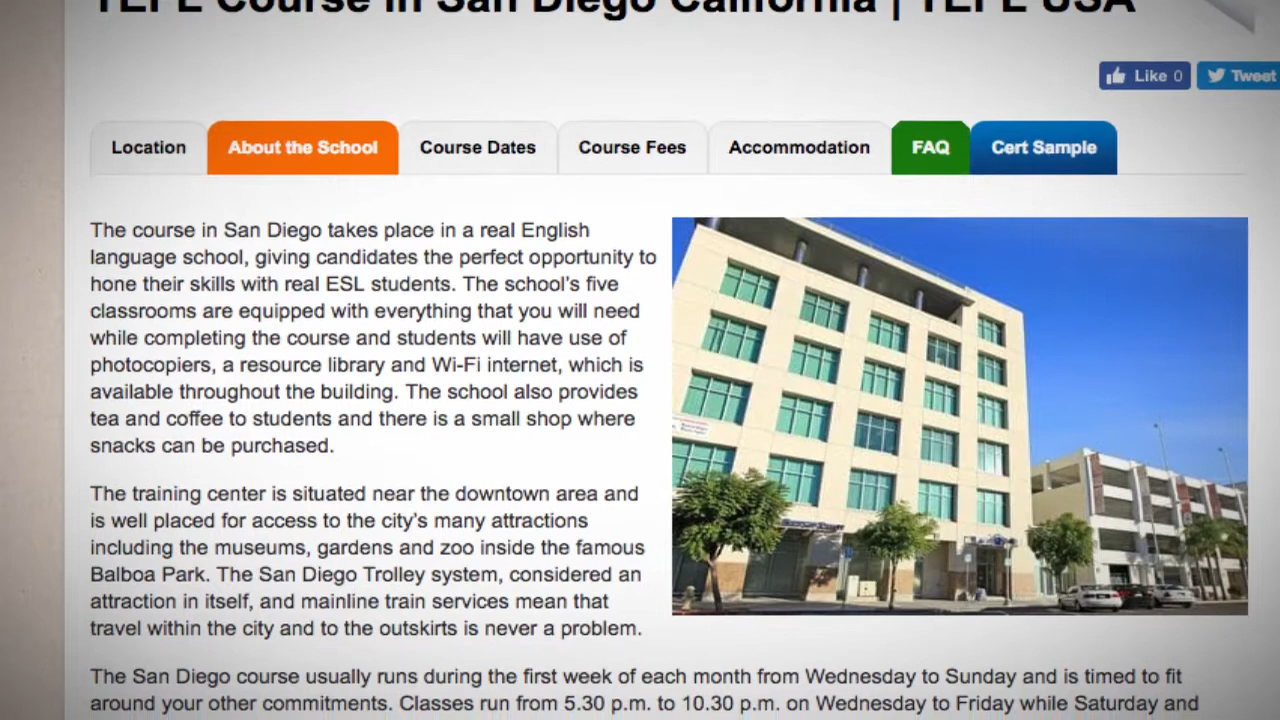 TEFL Course in San Diego California | TEFL USA
Like 0
Tweet
Location
About the School
Course Dates
Course Fees
Accommodation
FAQ
Cert Sample
The course in San Diego takes place in a real English
language school, giving candidates the perfect opportunity to
hone their skills with real ESL students. The school's five
classrooms are equipped with everything that you will need
while completing the course and students will have use of
photocopiers, a resource library and Wi-Fi internet, which is
available throughout the building. The school also provides
tea and coffee to students and there is a small shop where
snacks can be purchased.
The training center is situated near the downtown area and
is well placed for access to the city's many attractions
including the museums, gardens and zoo inside the famous
Balboa Park. The San Diego Trolley system, considered an
attraction in itself, and mainline train services mean that
travel within the city and to the outskirts is never a problem.
The San Diego course usually runs during the first week of each month from Wednesday to Sunday and is timed to fit
around your other commitments. Classes run from 5.30 p.m. to 10.30 p.m. on Wednesday to Friday while Saturday and